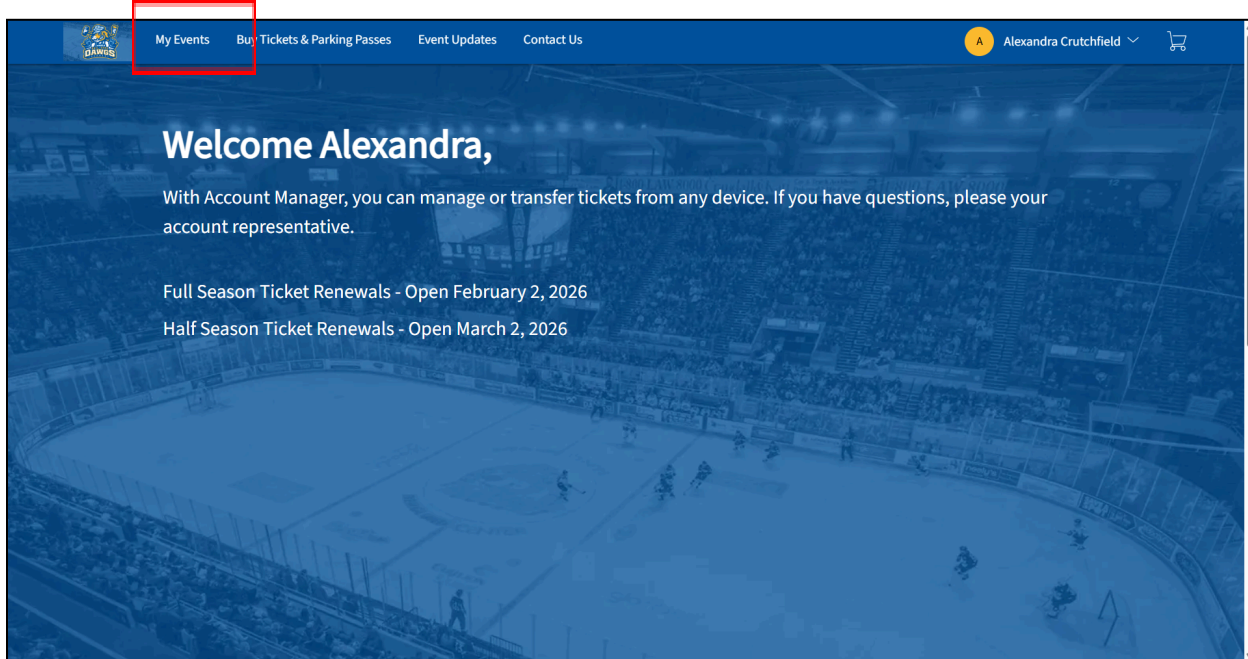 DAWGS
My Events
Buy Tickets & Parking Passes
Event Updates
Contact Us
A
Alexandra Crutchfield
Welcome Alexandra,
With Account Manager, you can manage or transfer tickets from any device. If you have questions, please your
account representative.
Full Season Ticket Renewals - Open February 2, 2026
Half Season Ticket Renewals - Open March 2, 2026